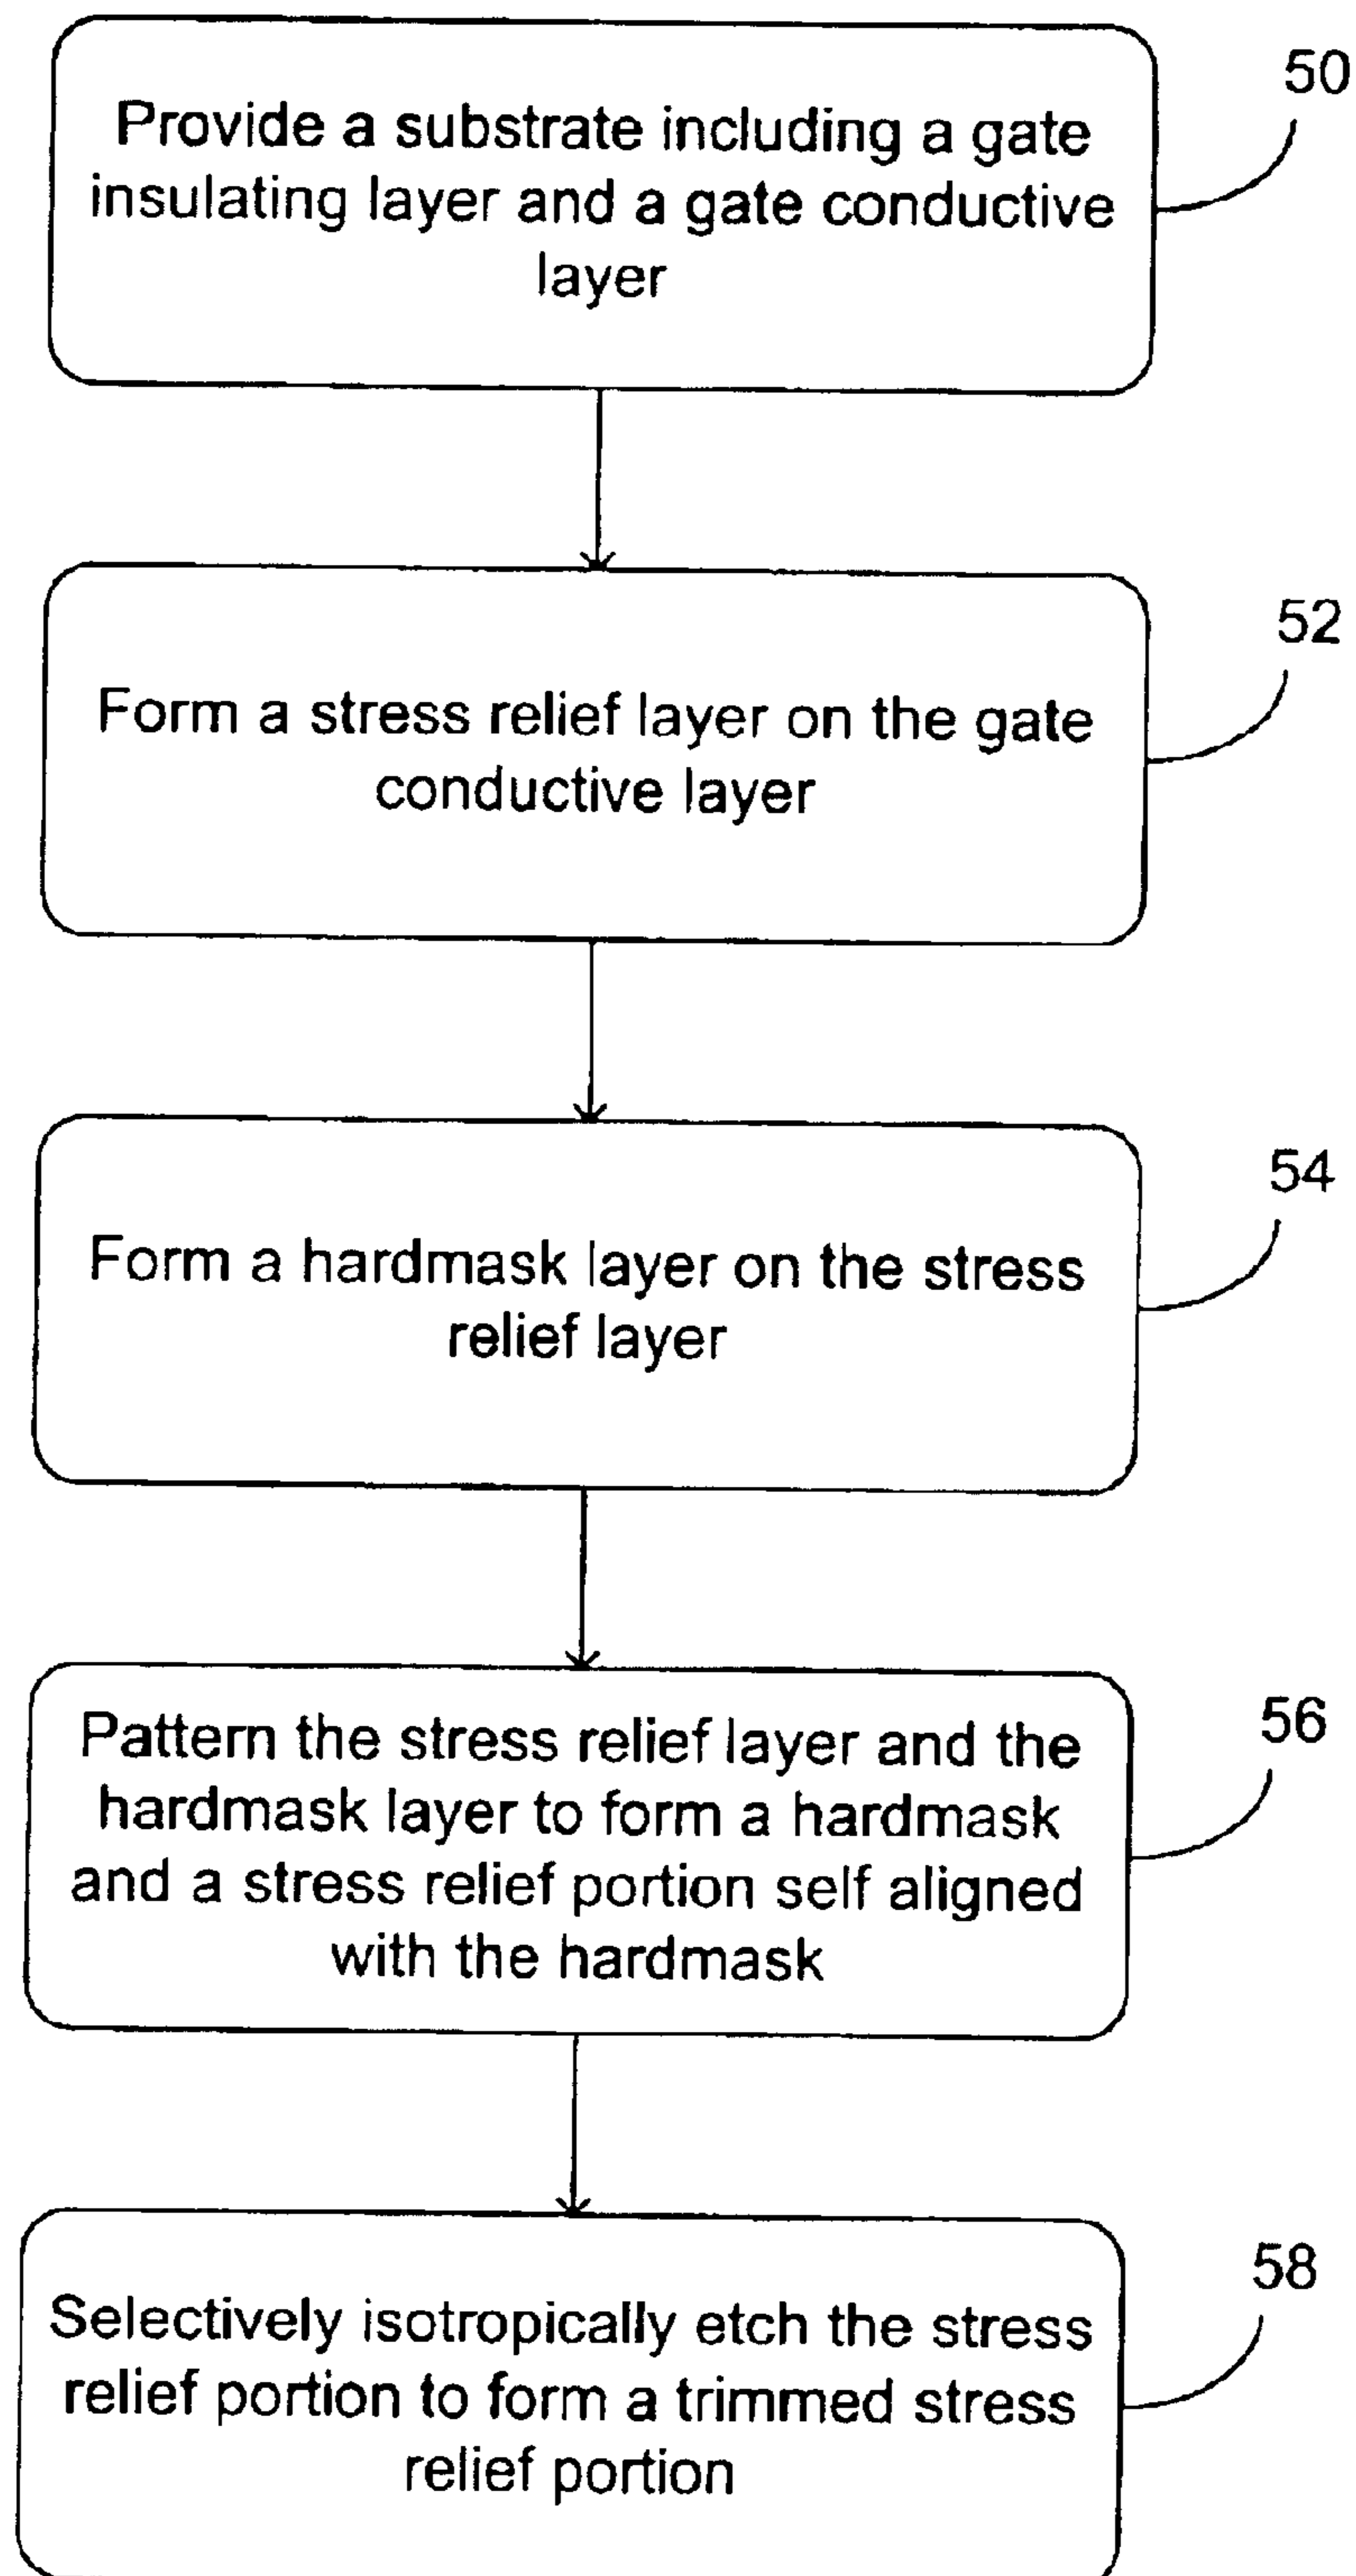 50
Provide a substrate including a gate
insulating layer and a gate conductive
layer
52
Form a stress relief layer on the gate
conductive layer
54
Form a hardmask layer on the stress
relief layer
56
Pattern the stress relief layer and the
hardmask layer to form a hardmask
and a stress relief portion self aligned
with the hardmask
58
Selectively isotropically etch the stress
relief portion to form a trimmed stress
relief portion